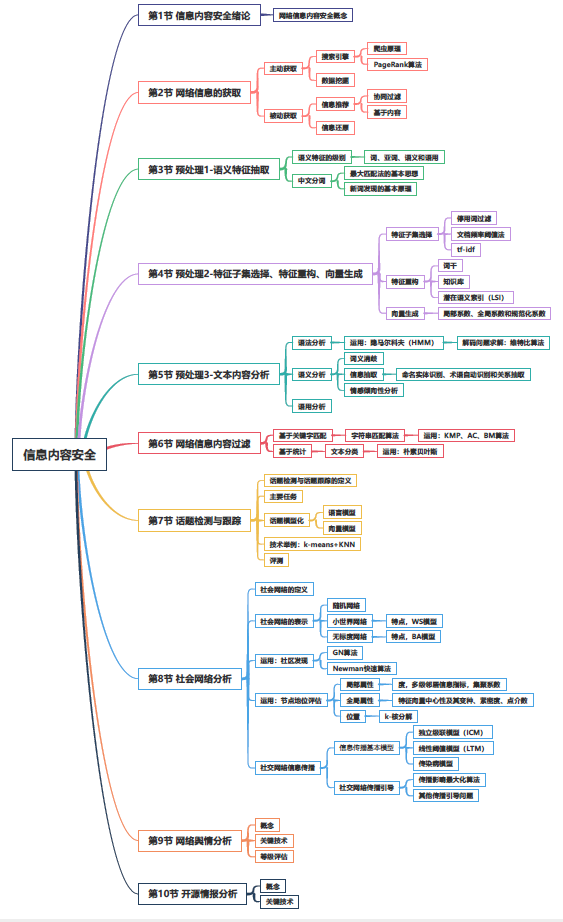 信息内容安全
第1节 信息内容安全绪论
网络信息内容安全概念
第2节 网络信息的获取
主动获取
搜索引擎
爬虫原理
PageRank算法
数据挖掘
被动获取
信息推荐
协同过滤
基于内容
信息还原
第3节 预处理1-语义特征抽取
语义特征的级别
词、亚词、语义和语用
中文分词
最大匹配法的基本思想
新词发现的基本原理
第4节 预处理2-特征子集选择、特征重构、向量生成
特征子集选择
停用词过滤
文档频率阈值法
tf-idf
特征重构
词干
知识库
潜在语义索引（LSI）
向量生成
局部系数、全局系数和规范化系数
第5节 预处理3-文本内容分析
语法分析
运用：隐马尔科夫（HMM）
解码问题求解：维特比算法
语义分析
词义消歧
信息抽取
命名实体识别、术语自动识别和关系抽取
情感倾向性分析
语用分析
第6节 网络信息内容过滤
基于关键字匹配
字符串匹配算法
运用：KMP、AC、BM算法
基于统计
文本分类
运用：朴素贝叶斯
第7节 话题检测与跟踪
话题检测与话题跟踪的定义
主要任务
话题模型化
语言模型
向量模型
技术举例：k-means+KNN
评测
第8节 社会网络分析
社会网络的定义
社会网络的表示
随机网络
小世界网络
特点，WS模型
无标度网络
特点，BA模型
运用：社区发现
GN算法
Newman快速算法
运用：节点地位评估
局部属性
度，多级邻居信息指标，集聚系数
全局属性
特征向量中心性及其变种、紧密度、点介数
位置
k-核分解
社交网络信息传播
信息传播基本模型
独立级联模型（ICM）
线性阈值模型（LTM）
传染病模型
社交网络传播引导
传播影响最大化算法
其他传播引导问题
第9节 网络舆情分析
概念
关键技术
等级评估
第10节 开源情报分析
概念
关键技术